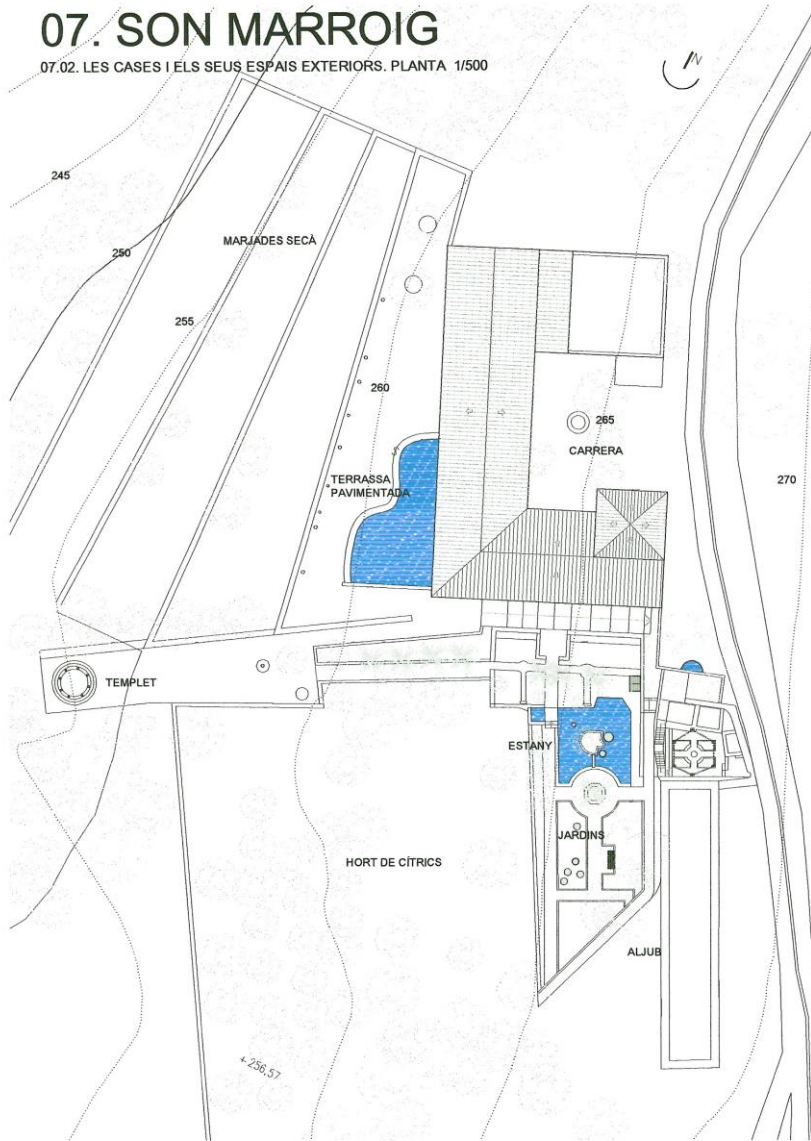 07. SON MARROIG
07.02. LES CASES I ELS SEUS ESPAIS EXTERIORS. PLANTA 1/500
N
245
MARJADES SECÀ
250
255
260
265
CARRERA
TERRASSA
PAVIMENTADA
270
TEMPLET
ESTANY
JARDINS
HORT DE CÍTRICS
ALJUB
+256,57